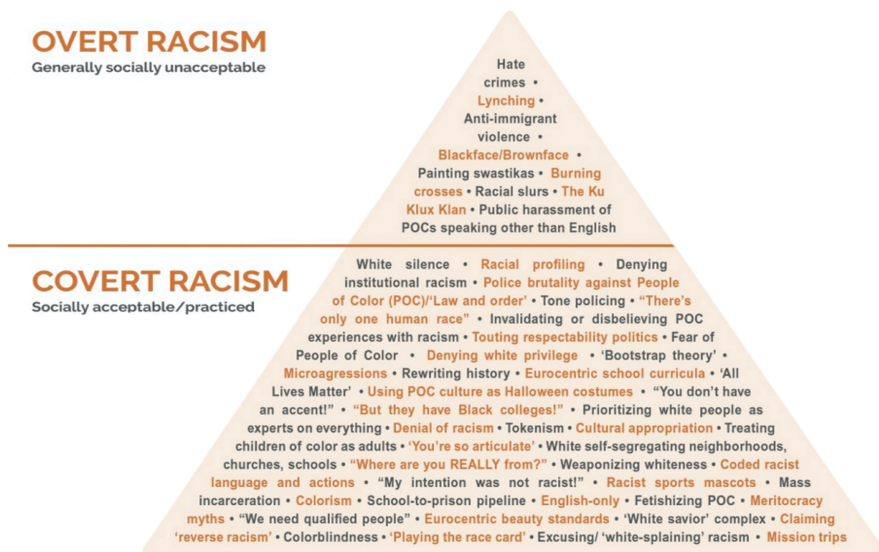 OVERT RACISM
Generally socially unacceptable
Hate
crimes •
Lynching •
Anti-immigrant
violence •
Blackface/Brownface •
Painting swastikas • Burning
crosses • Racial slurs • The Ku
Klux Klan • Public harassment of
POCs speaking other than English
COVERT RACISM
Socially acceptable/practiced
White silence • Racial profiling • Denying
institutional racism • Police brutality against People
of Color (POC)/‘Law and order’ • Tone policing • “There’s
only one human race” • Invalidating or disbelieving POC
experiences with racism • Touting respectability politics • Fear of
People of Color • Denying white privilege • ‘Bootstrap theory’ •
Microagressions • Rewriting history • Eurocentric school curricula • ‘All
Lives Matter’ • Using POC culture as Halloween costumes • “You don’t have
an accent!” • “But they have Black colleges!” • Prioritizing white people as
experts on everything • Denial of racism • Tokenism • Cultural appropriation • Treating
children of color as adults • ‘You’re so articulate’ • White self-segregating neighborhoods,
churches, schools • “Where are you REALLY from?” • Weaponizing whiteness • Coded racist
language and actions • “My intention was not racist!” • Racist sports mascots • Mass
incarceration • Colorism • School-to-prison pipeline • English-only • Fetishizing POC • Meritocracy
myths • “We need qualified people” • Eurocentric beauty standards • ‘White savior’ complex • Claiming
‘reverse racism’ • Colorblindness • ‘Playing the race card’ • Excusing/ ‘white-splaining’ racism • Mission trips